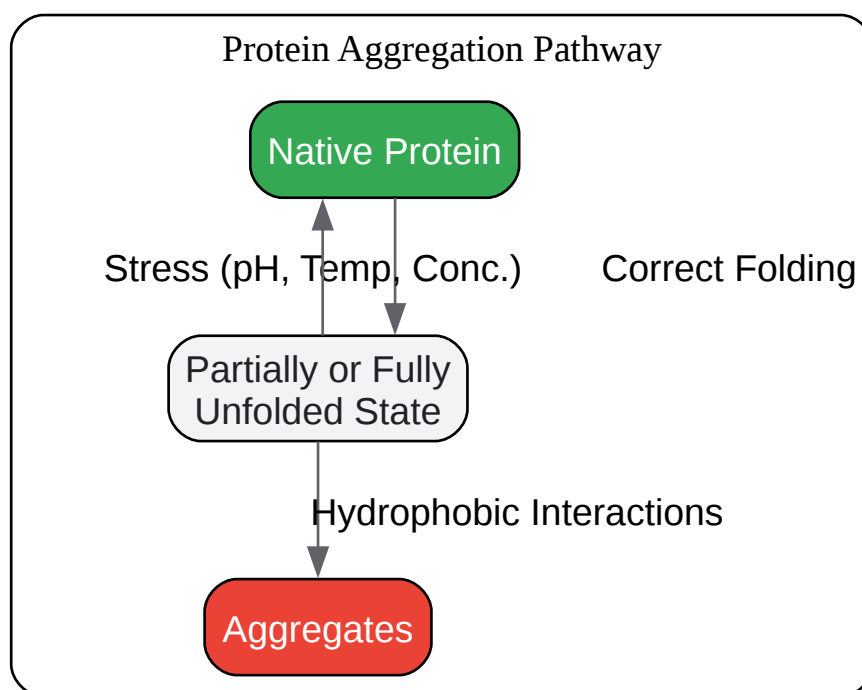 Protein Aggregation Pathway
Native Protein
Stress (pH, Temp, Conc.)
Correct Folding
Partially or Fully
Unfolded State
Hydrophobic Interactions
Aggregates